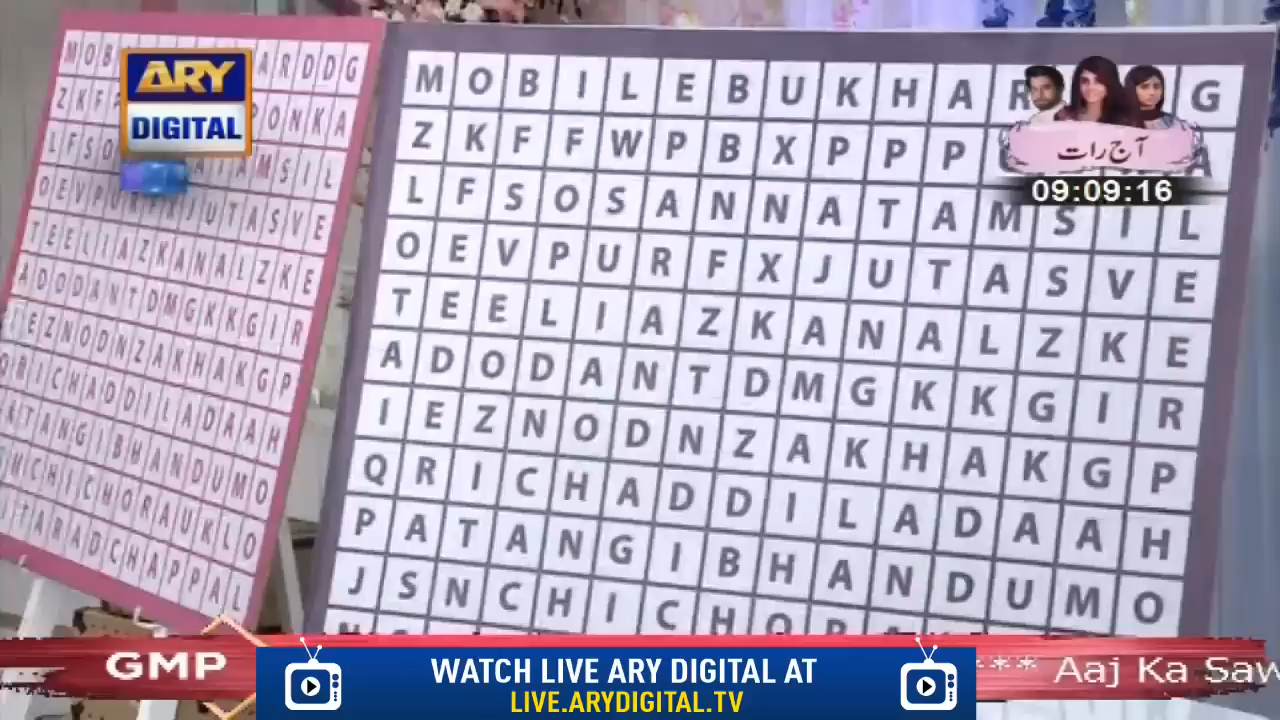 M O B A R D D G
Z K F P O N K A
L F S O A T A M S I L
O E V P U R F X J U T A S V E
T E E L I A Z K A N A L Z K E
A D O D A N T D M G K K G I R
I E Z N O D N Z A K H A K G P
Q R I C H A D D I L A D A A H
P A T A N G I B H A N D U M O
J S N C H I C H O R A U K L O
I T A R A D C H A P P A L
ARY
DIGITAL
M O B I L E B U K H A R G
Z K F F W P B X P P P
L F S O S A N N A T A M S I L
O E V P U R F X J U T A S V E
T E E L I A Z K A N A L Z K E
A D O D A N T D M G K K G I R
I E Z N O D N Z A K H A K G P
Q R I C H A D D I L A D A A H
P A T A N G I B H A N D U M O
J S N C H I C H O R
آج رات
09:09:16
GMP
WATCH LIVE ARY DIGITAL AT
LIVE.ARYDIGITAL.TV
*** Aaj Ka Saw